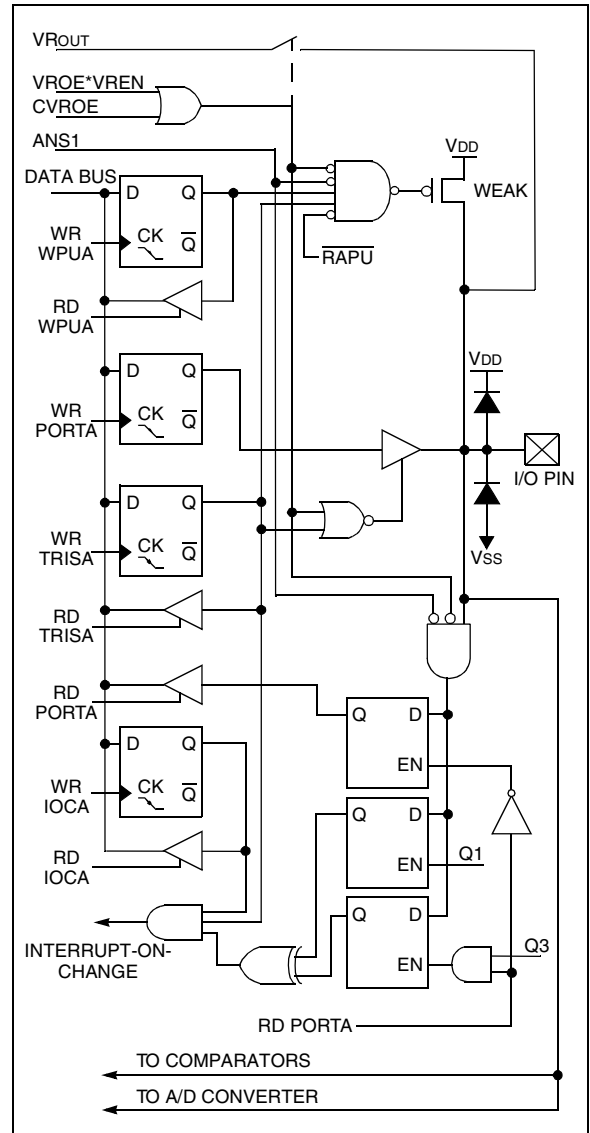 VROUT
VROE*VREN
CVROE
ANS1
DATA BUS
VDD
WEAK
D Q
WR
WPUA
CK Q
RAPU
RD
WPUA
D Q
WR
PORTA
CK Q
VDD
I/O PIN
VSS
D Q
WR
TRISA
CK Q
RD
TRISA
RD
PORTA
Q D
EN
D Q
WR
IOCA
CK Q
Q D
EN
Q1
RD
IOCA
Q D
EN
Q3
INTERRUPT-ON-
CHANGE
RD PORTA
TO COMPARATORS
TO A/D CONVERTER